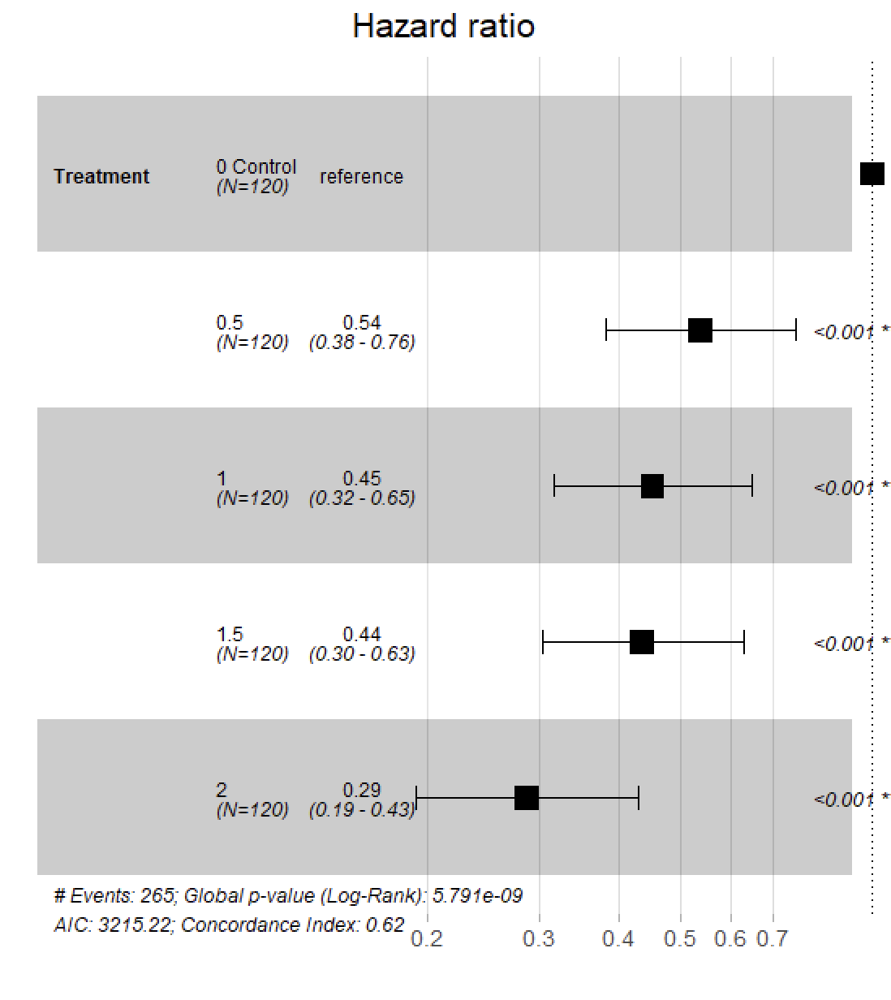 Hazard ratio
Treatment
0 Control
(N=120)
reference
0.5
(N=120)
0.54
(0.38 - 0.76)
<0.001 *
1
(N=120)
0.45
(0.32 - 0.65)
<0.001 *
1.5
(N=120)
0.44
(0.30 - 0.63)
<0.001 *
2
(N=120)
0.29
(0.19 - 0.43)
<0.001 *
# Events: 265; Global p-value (Log-Rank): 5.791e-09
AIC: 3215.22; Concordance Index: 0.62
0.2 0.3 0.4 0.5 0.6 0.7